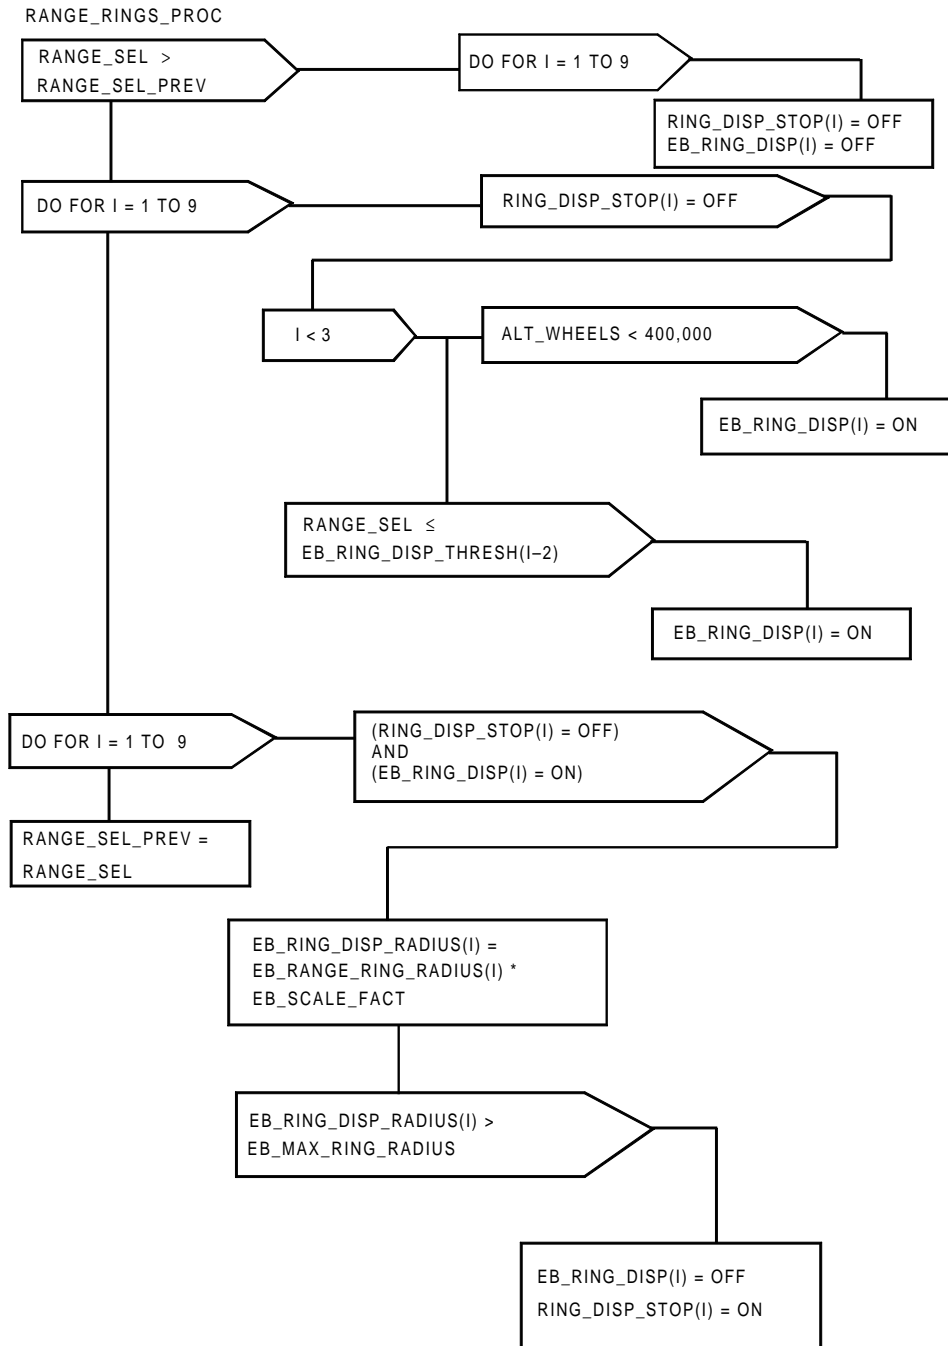 RANGE_RINGS_PROC
RANGE_SEL >
RANGE_SEL_PREV
DO FOR I = 1 TO 9
RING_DISP_STOP(I) = OFF
EB_RING_DISP(I) = OFF
DO FOR I = 1 TO 9
RING_DISP_STOP(I) = OFF
I < 3
ALT_WHEELS < 400,000
EB_RING_DISP(I) = ON
RANGE_SEL ≤
EB_RING_DISP_THRESH(I–2)
EB_RING_DISP(I) = ON
DO FOR I = 1 TO 9
(RING_DISP_STOP(I) = OFF)
AND
(EB_RING_DISP(I) = ON)
RANGE_SEL_PREV =
RANGE_SEL
EB_RING_DISP_RADIUS(I) =
EB_RANGE_RING_RADIUS(I) *
EB_SCALE_FACT
EB_RING_DISP_RADIUS(I) >
EB_MAX_RING_RADIUS
EB_RING_DISP(I) = OFF
RING_DISP_STOP(I) = ON